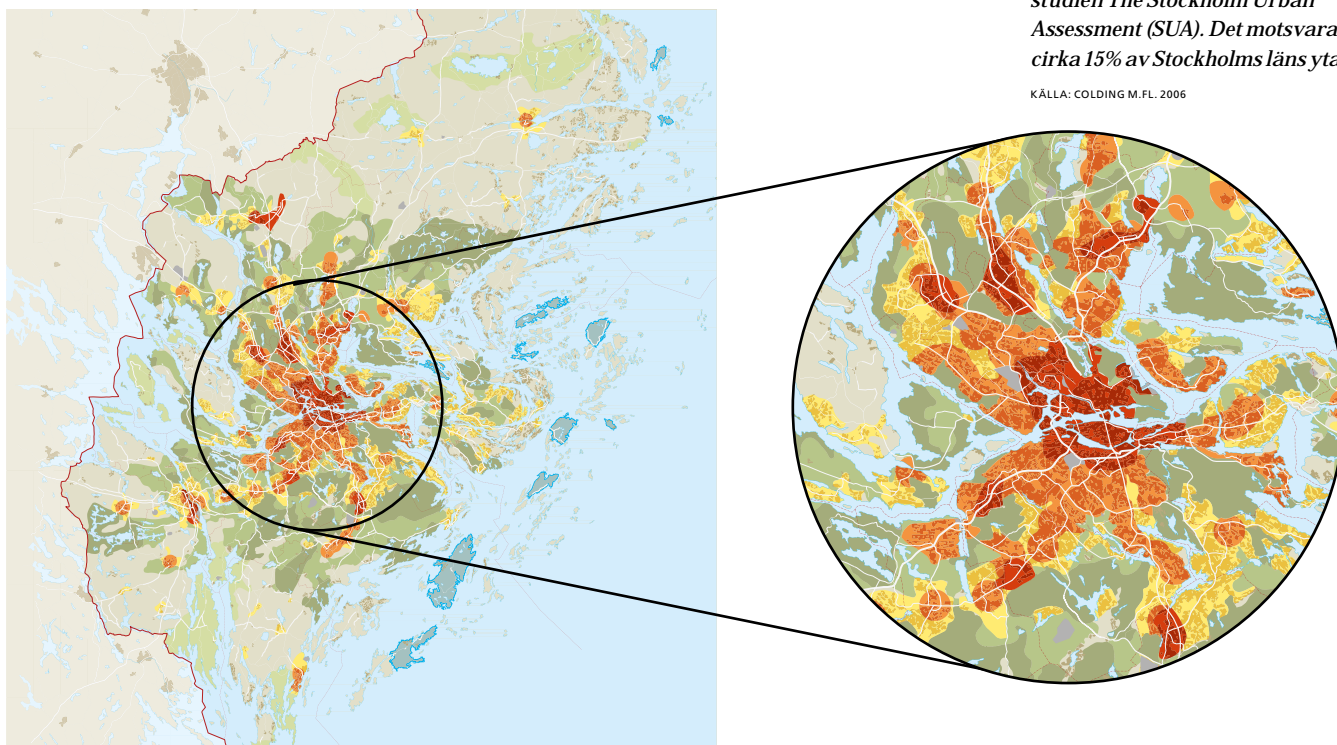 studien The Stockholm Urban
Assessment (SUA). Det motsvara
cirka 15% av Stockholms läns yta
KÄLLA: COLDING M.FL. 2006